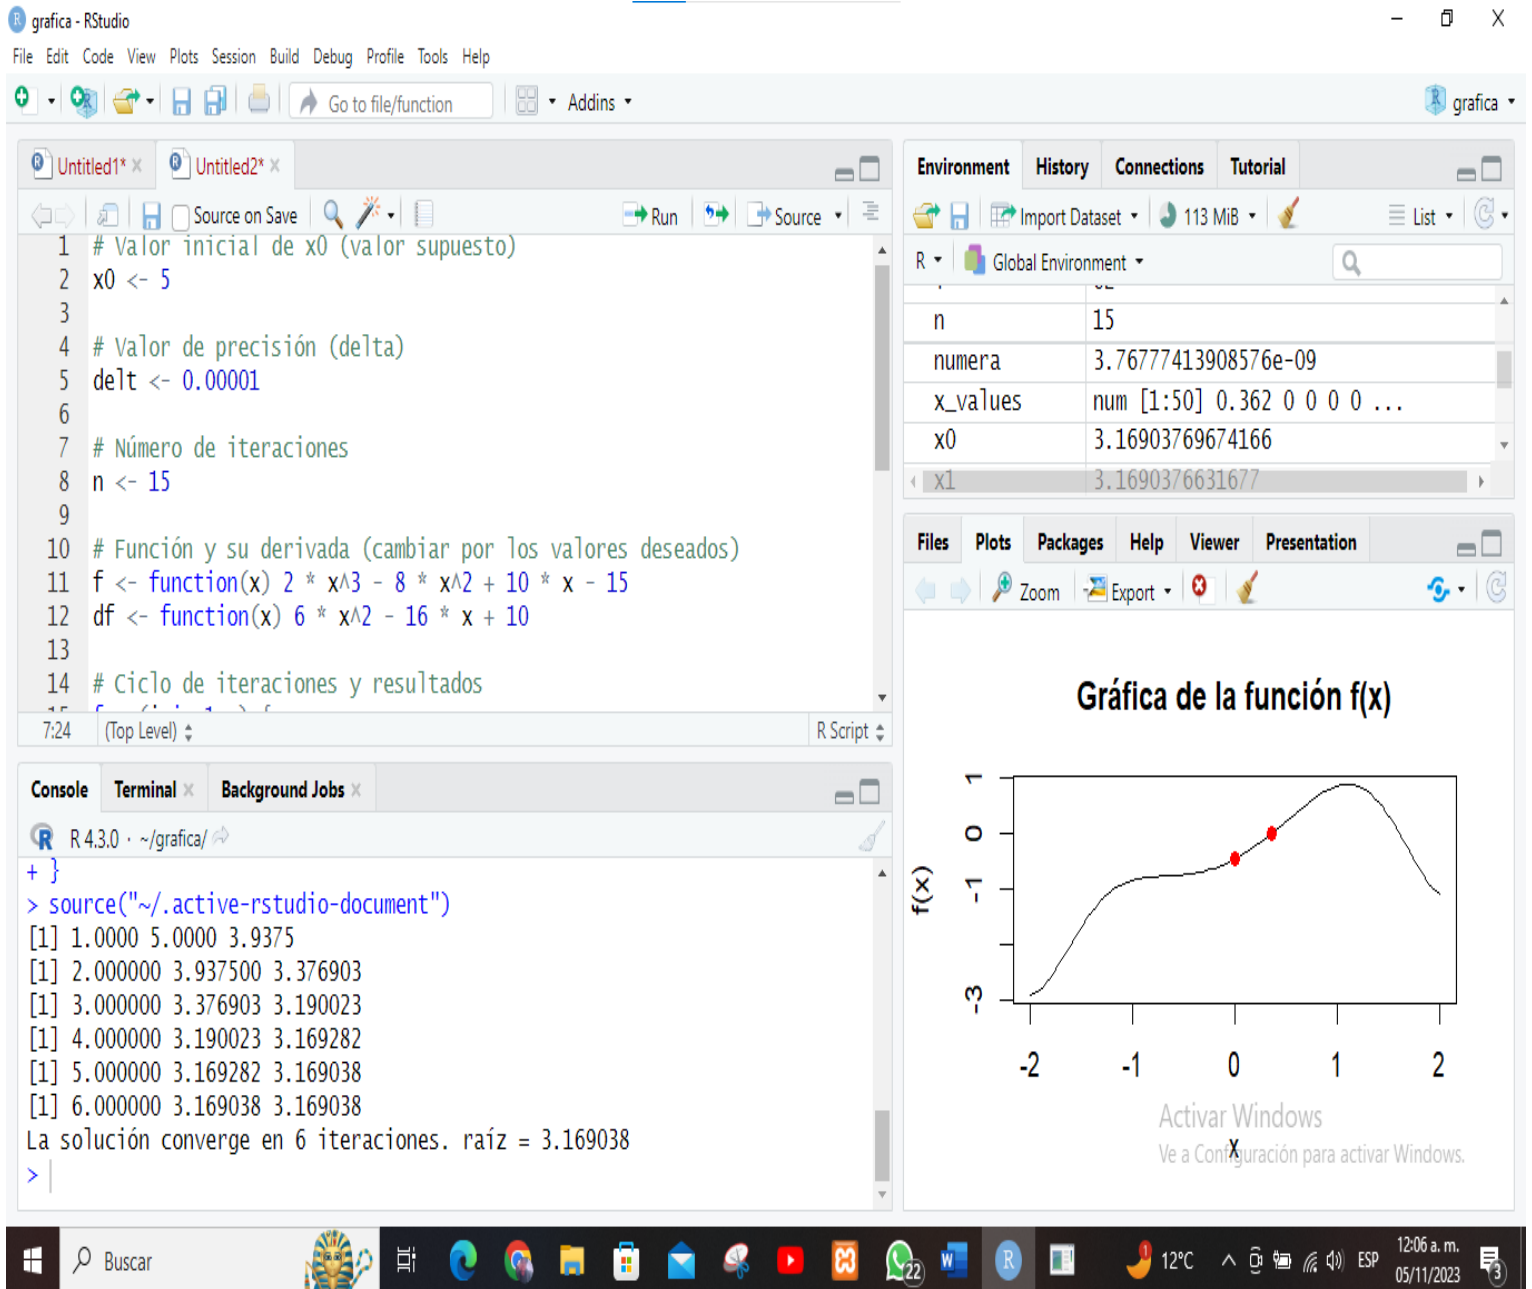 grafica - RStudio
File Edit Code View Plots Session Build Debug Profile Tools Help
Go to file/function Addins grafica
Untitled1* Untitled2*
Source on Save Run Source
1 # Valor inicial de x0 (valor supuesto)
2 x0 <- 5
3
4 # Valor de precisión (delta)
5 delt <- 0.00001
6
7 # Número de iteraciones
8 n <- 15
9
10 # Función y su derivada (cambiar por los valores deseados)
11 f <- function(x) 2 * x^3 - 8 * x^2 + 10 * x - 15
12 df <- function(x) 6 * x^2 - 16 * x + 10
13
14 # Ciclo de iteraciones y resultados
7:24 (Top Level) R Script
Console Terminal Background Jobs
R 4.3.0 · ~/grafica/
+ }
> source("~/.active-rstudio-document")
[1] 1.0000 5.0000 3.9375
[1] 2.000000 3.937500 3.376903
[1] 3.000000 3.376903 3.190023
[1] 4.000000 3.190023 3.169282
[1] 5.000000 3.169282 3.169038
[1] 6.000000 3.169038 3.169038
La solución converge en 6 iteraciones. raíz = 3.169038
>
Environment History Connections Tutorial
Import Dataset 113 MiB List
R Global Environment
n 15
numera 3.76777413908576e-09
x_values num [1:50] 0.362 0 0 0 0 ...
x0 3.16903769674166
x1 3.1690376631677
Files Plots Packages Help Viewer Presentation
Zoom Export
Gráfica de la función f(x)
f(x)
1
0
-1
-3
-2 -1 0 1 2
x
Activar Windows
Ve a Configuración para activar Windows.
Buscar
22
1
12°C
ESP
12:06 a. m.
05/11/2023
3